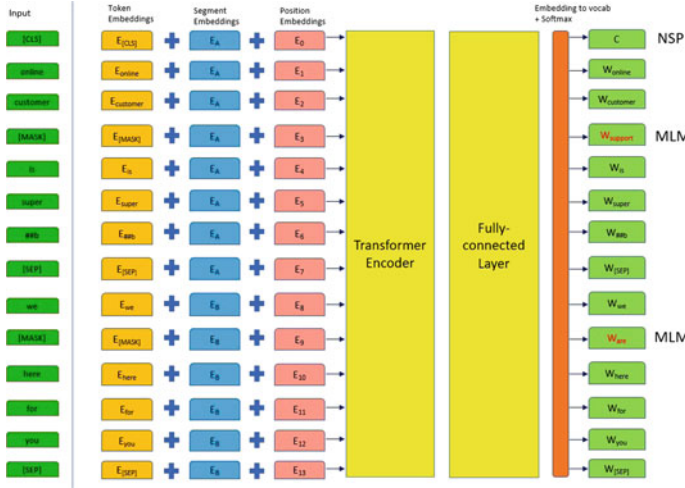 Input
Token
Embeddings
Segment
Embeddings
Position
Embeddings
Embedding to vocab
+ Softmax
[CLS] E[CLS] EA E0 C NSP
online Eonline EA E1 Wonline
customer Ecustomer EA E2 Wcustomer
[MASK] E[MASK] EA E3 Wsupport MLM
is Eis EA E4 Wis
super Esuper EA E5 Wsuper
##b E##b EA E6 W##b
Transformer
Encoder
Fully-
connected
Layer
[SEP] E[SEP] EA E7 W[SEP]
we Ewe EB E8 Wwe
[MASK] E[MASK] EB E9 Ware MLM
here Ehere EB E10 Where
for Efor EB E11 Wfor
you Eyou EB E12 Wyou
[SEP] E[SEP] EB E13 W[SEP]